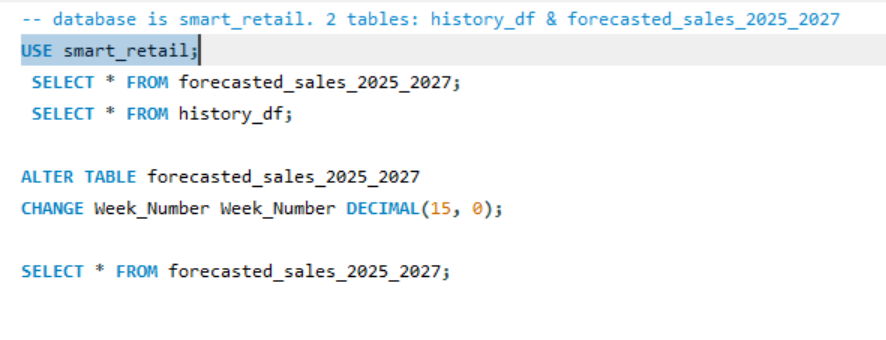 -- database is smart_retail. 2 tables: history_df & forecasted_sales_2025_2027
USE smart_retail;
SELECT * FROM forecasted_sales_2025_2027;
SELECT * FROM history_df;
ALTER TABLE forecasted_sales_2025_2027
CHANGE Week_Number Week_Number DECIMAL(15, 0);
SELECT * FROM forecasted_sales_2025_2027;